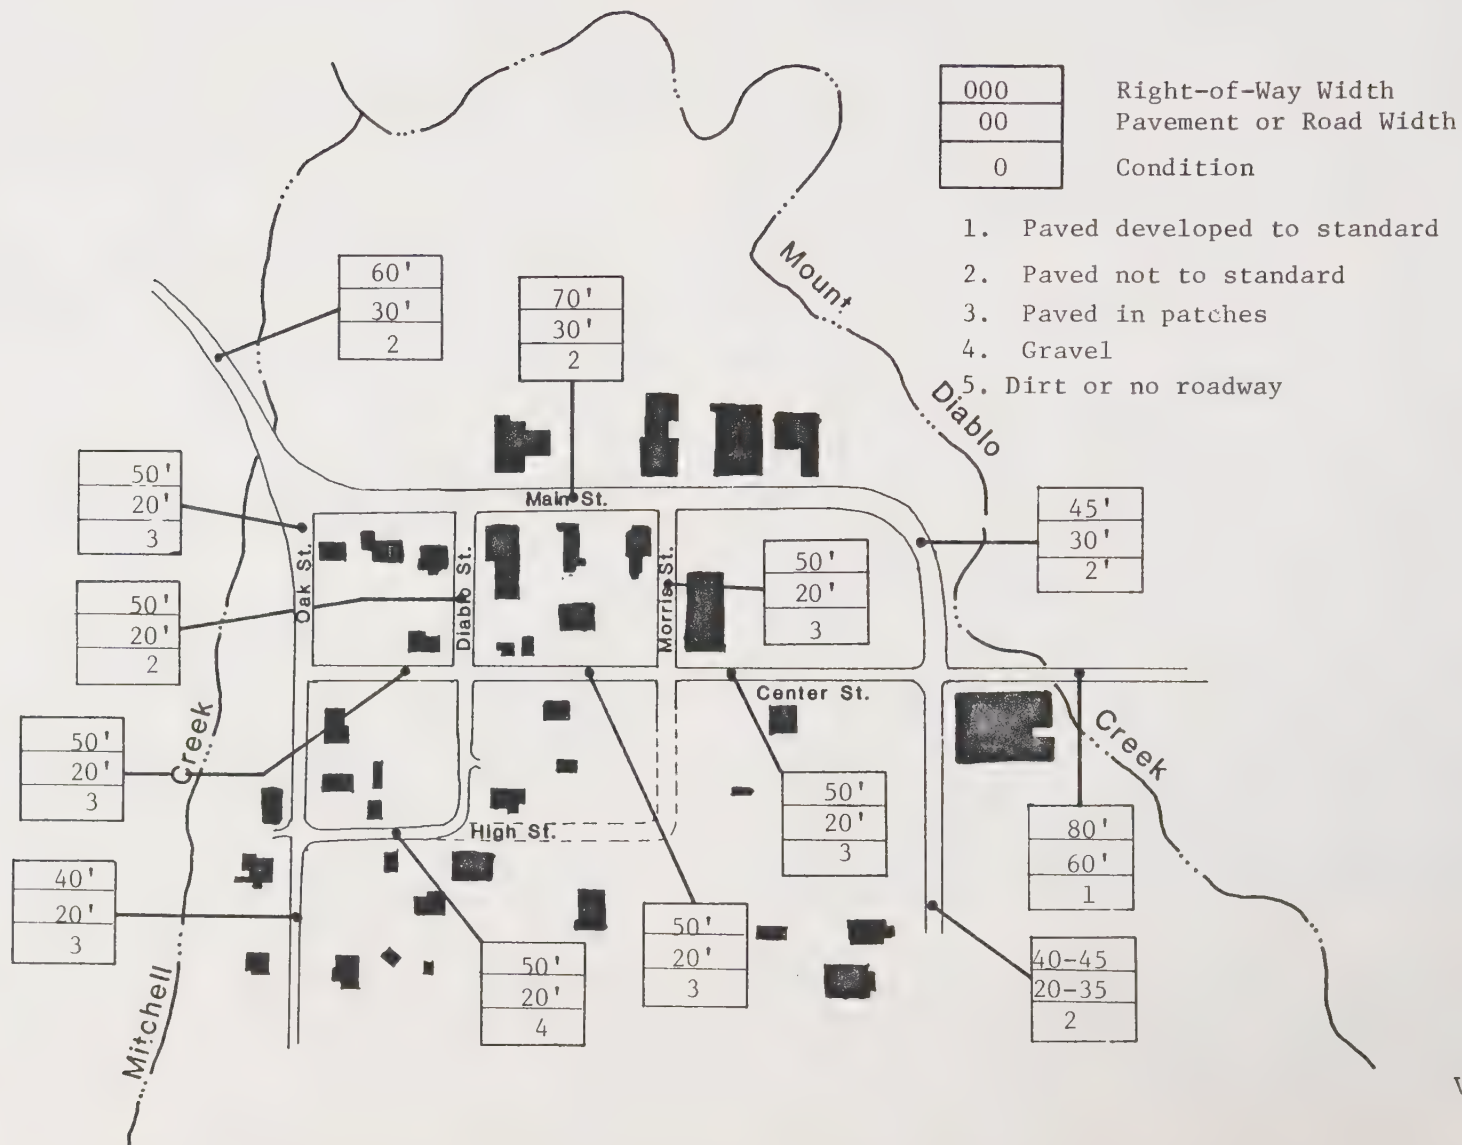 000 Right-of-Way Width
00 Pavement or Road Width
0 Condition
1. Paved developed to standard
2. Paved not to standard
3. Paved in patches
4. Gravel
5. Dirt or no roadway
Mount
Diablo
Creek
60'
30'
2
70'
30'
2
50'
20'
3
50'
20'
2
50'
20'
3
40'
20'
3
45'
30'
2'
50'
20'
3
50'
20'
3
50'
20'
3
50'
20'
4
80'
60'
1
40-45
20-35
2
Main St.
Oak St.
Diablo St.
Morris St.
Center St.
High St.
Creek
Mitchell
V